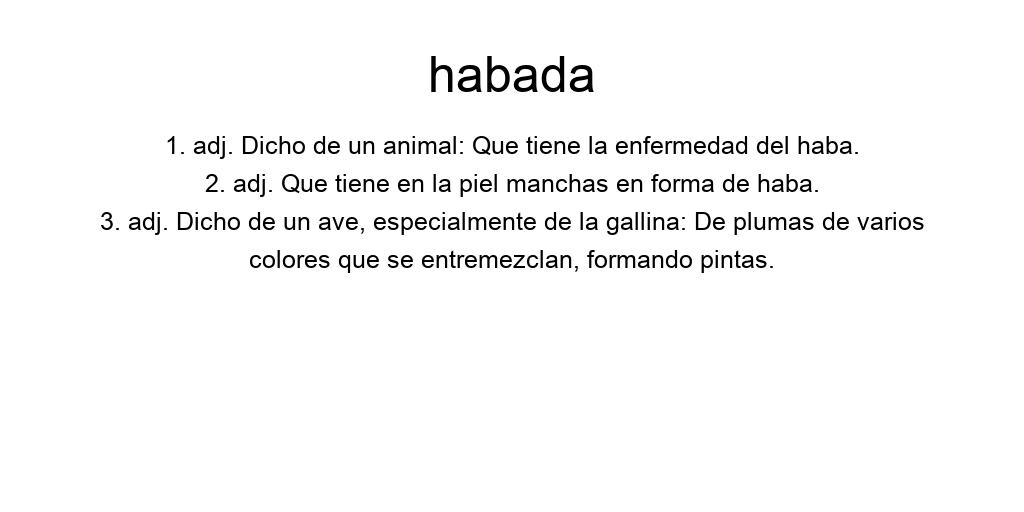 habada
1. adj. Dicho de un animal: Que tiene la enfermedad del haba.
2. adj. Que tiene en la piel manchas en forma de haba.
3. adj. Dicho de un ave, especialmente de la gallina: De plumas de varios
colores que se entremezclan, formando pintas.